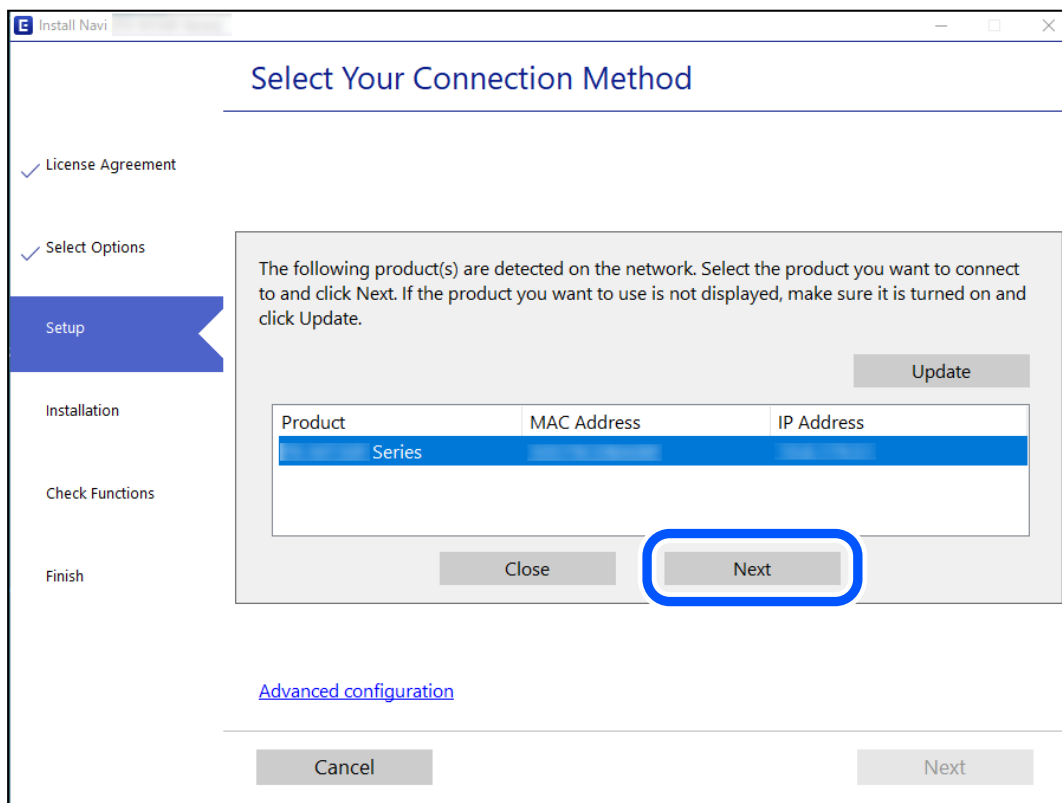 Install Navi
Select Your Connection Method
License Agreement
Select Options
Setup
Installation
Check Functions
Finish
The following product(s) are detected on the network. Select the product you want to connect
to and click Next. If the product you want to use is not displayed, make sure it is turned on and
click Update.
Update
Product MAC Address IP Address
Series
Close Next
Advanced configuration
Cancel Next